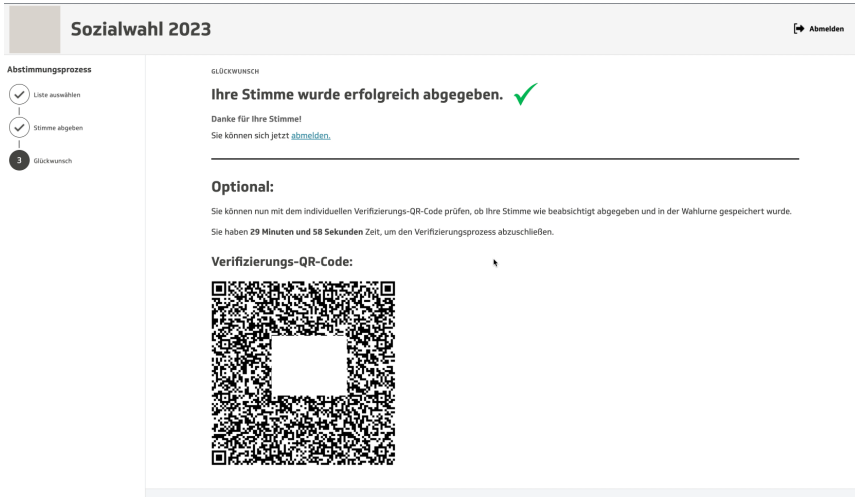 Sozialwahl 2023
Abmelden
Abstimmungsprozess
Liste auswählen
Stimme abgeben
3 Glückwunsch
GLÜCKWUNSCH
Ihre Stimme wurde erfolgreich abgegeben.
Danke für Ihre Stimme!
Sie können sich jetzt abmelden.
Optional:
Sie können nun mit dem individuellen Verifizierungs-QR-Code prüfen, ob Ihre Stimme wie beabsichtigt abgegeben und in der Wahlurne gespeichert wurde.
Sie haben 29 Minuten und 58 Sekunden Zeit, um den Verifizierungsprozess abzuschließen.
Verifizierungs-QR-Code: